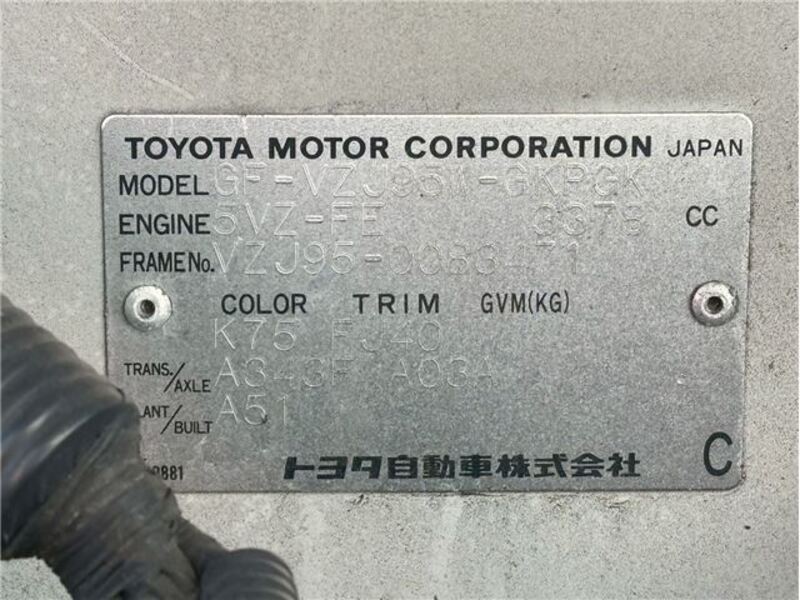 TOYOTA MOTOR CORPORATION JAPAN
MODEL GF-VZJ95W-GKPGK
ENGINE 5VZ-FE 3378 CC
FRAME No. VZJ95-0083471
COLOR TRIM GVM(KG)
K75 FJ40
TRANS./AXLE A343F A03A
LANT/BUILT A51
9881
トヨタ自動車株式会社 C